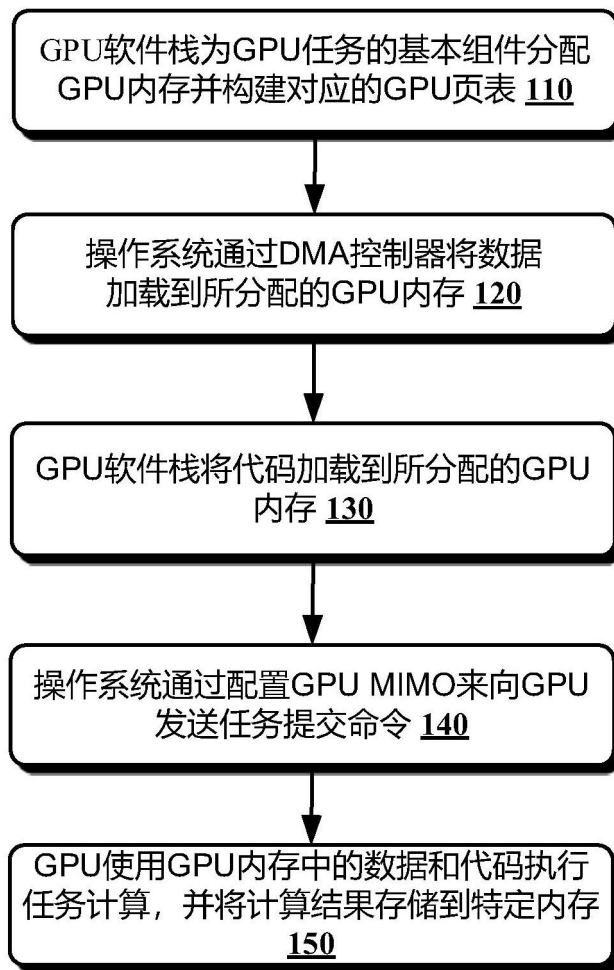 GPU软件栈为GPU任务的基本组件分配
GPU内存并构建对应的GPU页表 110
操作系统通过DMA控制器将数据
加载到所分配的GPU内存 120
GPU软件栈将代码加载到所分配的GPU
内存 130
操作系统通过配置GPU MIMO来向GPU
发送任务提交命令 140
GPU使用GPU内存中的数据和代码执行
任务计算，并将计算结果存储到特定内存
150